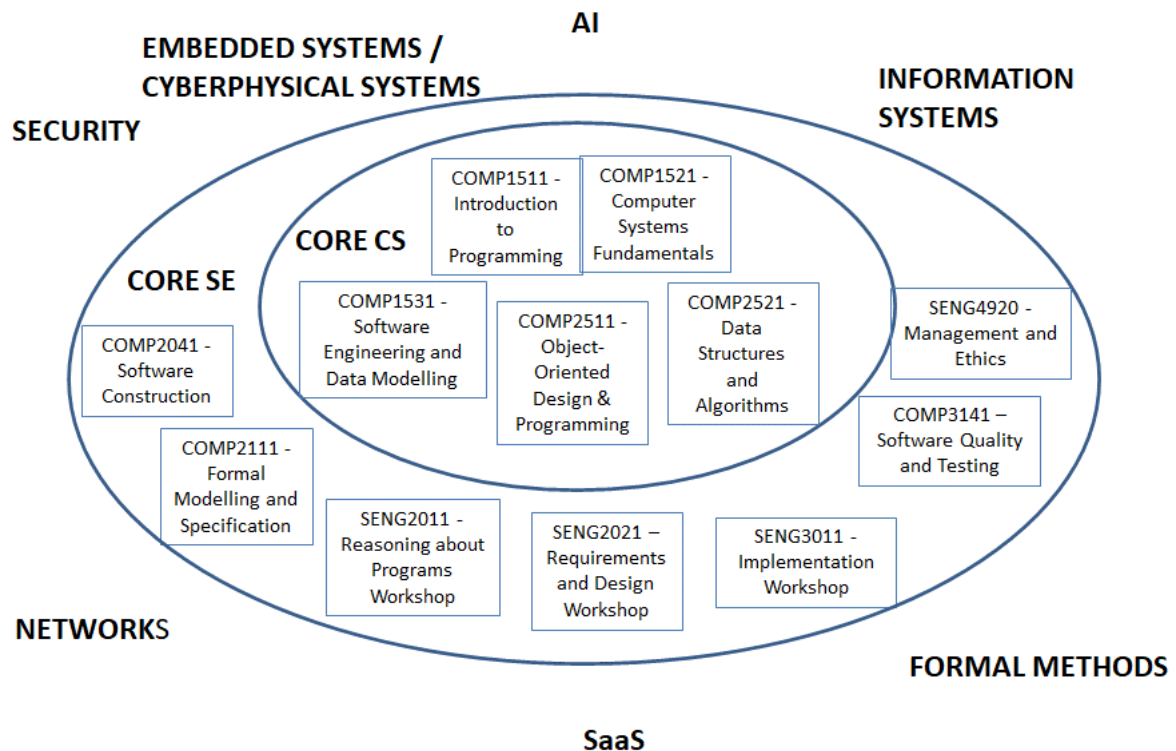 AI
EMBEDDED SYSTEMS /
CYBERPHYSICAL SYSTEMS
INFORMATION
SYSTEMS
SECURITY
COMP1511 -
Introduction
to
Programming
COMP1521 -
Computer
Systems
Fundamentals
CORE CS
CORE SE
COMP1531 -
Software
Engineering and
Data Modelling
COMP2511 -
Object-
Oriented
Design &
Programming
COMP2521 -
Data
Structures
and
Algorithms
SENG4920 -
Management and
Ethics
COMP2041 -
Software
Construction
COMP3141 –
Software Quality
and Testing
COMP2111 -
Formal
Modelling and
Specification
SENG2011 -
Reasoning about
Programs
Workshop
SENG2021 –
Requirements
and Design
Workshop
SENG3011 -
Implementation
Workshop
NETWORKS
FORMAL METHODS
SaaS